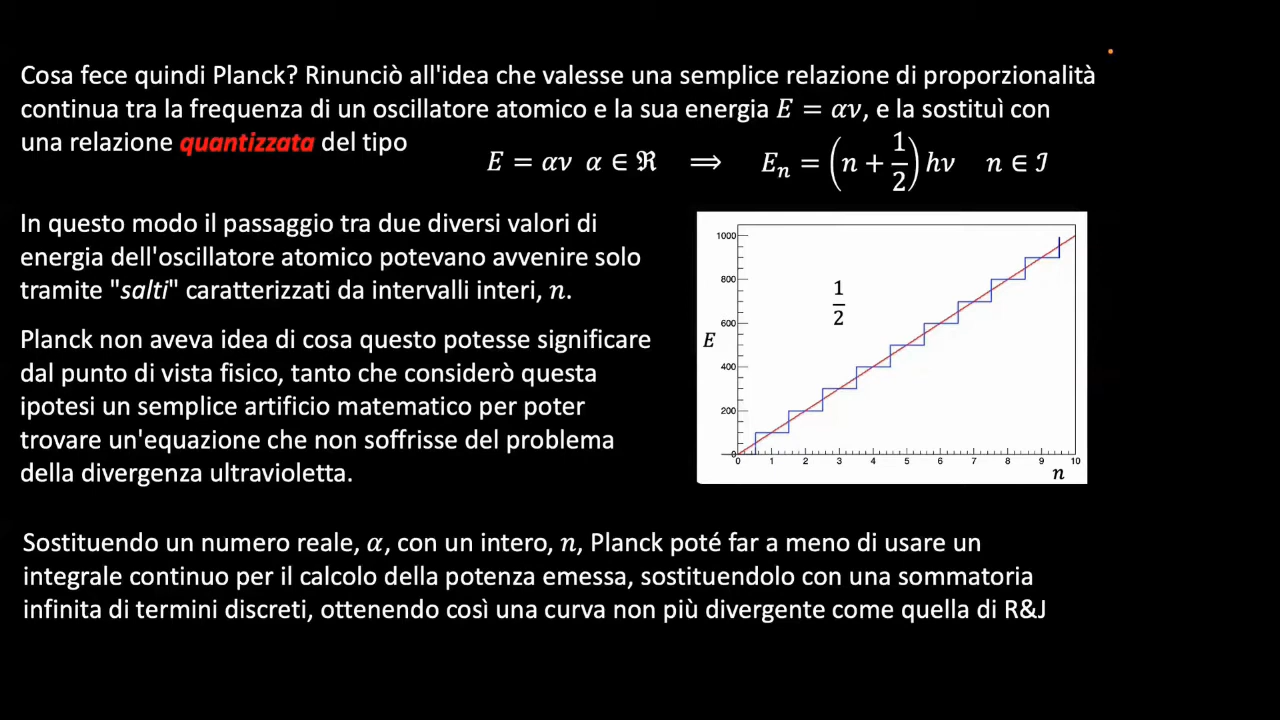 Cosa fece quindi Planck? Rinunciò all'idea che valesse una semplice relazione di proporzionalità
continua tra la frequenza di un oscillatore atomico e la sua energia E = αν, e la sostituì con
una relazione quantizzata del tipo
E = αν α ∈ ℜ ⟹ Eₙ = (n + 1/2) hν n ∈ ℐ
In questo modo il passaggio tra due diversi valori di
energia dell'oscillatore atomico potevano avvenire solo
tramite "salti" caratterizzati da intervalli interi, n.
Planck non aveva idea di cosa questo potesse significare
dal punto di vista fisico, tanto che considerò questa
ipotesi un semplice artificio matematico per poter
trovare un'equazione che non soffrisse del problema
della divergenza ultravioletta.
1000
800
600
400
200
0
E
1/2
0 1 2 3 4 5 6 7 8 9 10
n
Sostituendo un numero reale, α, con un intero, n, Planck poté far a meno di usare un
integrale continuo per il calcolo della potenza emessa, sostituendolo con una sommatoria
infinita di termini discreti, ottenendo così una curva non più divergente come quella di R&J